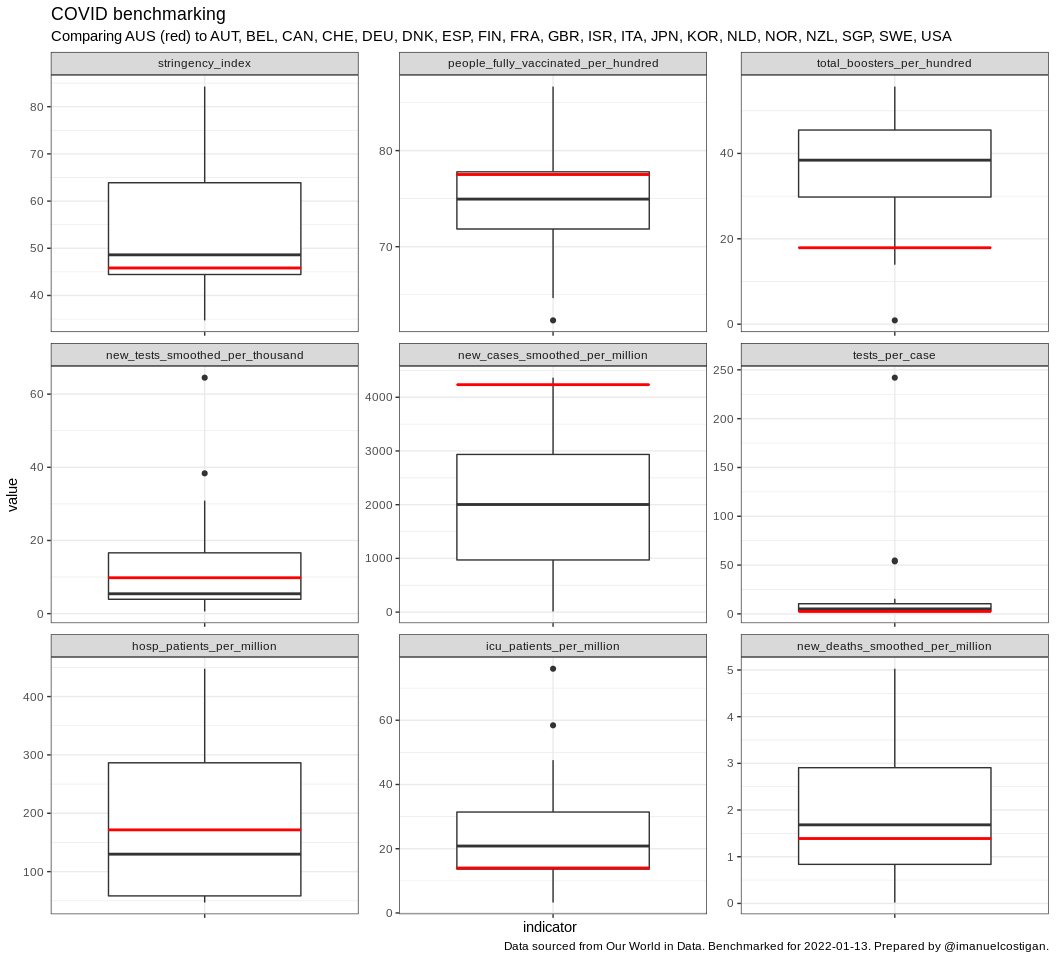 COVID benchmarking
Comparing AUS (red) to AUT, BEL, CAN, CHE, DEU, DNK, ESP, FIN, FRA, GBR, ISR, ITA, JPN, KOR, NLD, NOR, NZL, SGP, SWE, USA
stringency_index
80
70
60
50
40
people_fully_vaccinated_per_hundred
80
70
total_boosters_per_hundred
40
20
0
new_tests_smoothed_per_thousand
60
40
20
0
new_cases_smoothed_per_million
4000
3000
2000
1000
0
tests_per_case
250
200
150
100
50
0
hosp_patients_per_million
400
300
200
100
icu_patients_per_million
60
40
20
0
new_deaths_smoothed_per_million
5
4
3
2
1
0
value
indicator
Data sourced from Our World in Data. Benchmarked for 2022-01-13. Prepared by @imanuelcostigan.